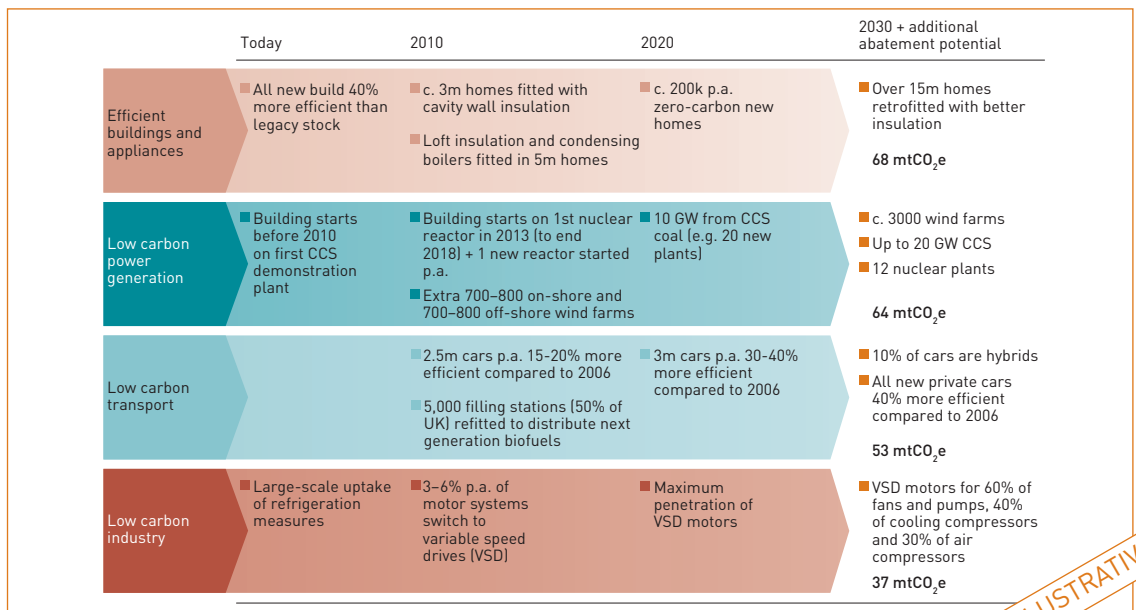 Today
2010
2020
2030 + additional
abatement potential
Efficient
buildings and
appliances
All new build 40%
more efficient than
legacy stock
c. 3m homes fitted with
cavity wall insulation
Loft insulation and condensing
boilers fitted in 5m homes
c. 200k p.a.
zero-carbon new
homes
Over 15m homes
retrofitted with better
insulation
68 mtCO₂e
Low carbon
power
generation
Building starts
before 2010
on first CCS
demonstration
plant
Building starts on 1st nuclear
reactor in 2013 (to end
2018) + 1 new reactor started
p.a.
Extra 700–800 on-shore and
700–800 off-shore wind farms
10 GW from CCS
coal (e.g. 20 new
plants)
c. 3000 wind farms
Up to 20 GW CCS
12 nuclear plants
64 mtCO₂e
Low carbon
transport
2.5m cars p.a. 15-20% more
efficient compared to 2006
5,000 filling stations (50% of
UK) refitted to distribute next
generation biofuels
3m cars p.a. 30-40%
more efficient
compared to 2006
10% of cars are hybrids
All new private cars
40% more efficient
compared to 2006
53 mtCO₂e
Low carbon
industry
Large-scale uptake
of refrigeration
measures
3–6% p.a. of
motor systems
switch to
variable speed
drives (VSD)
Maximum
penetration of
VSD motors
VSD motors for 60% of
fans and pumps, 40%
of cooling compressors
and 30% of air
compressors
37 mtCO₂e